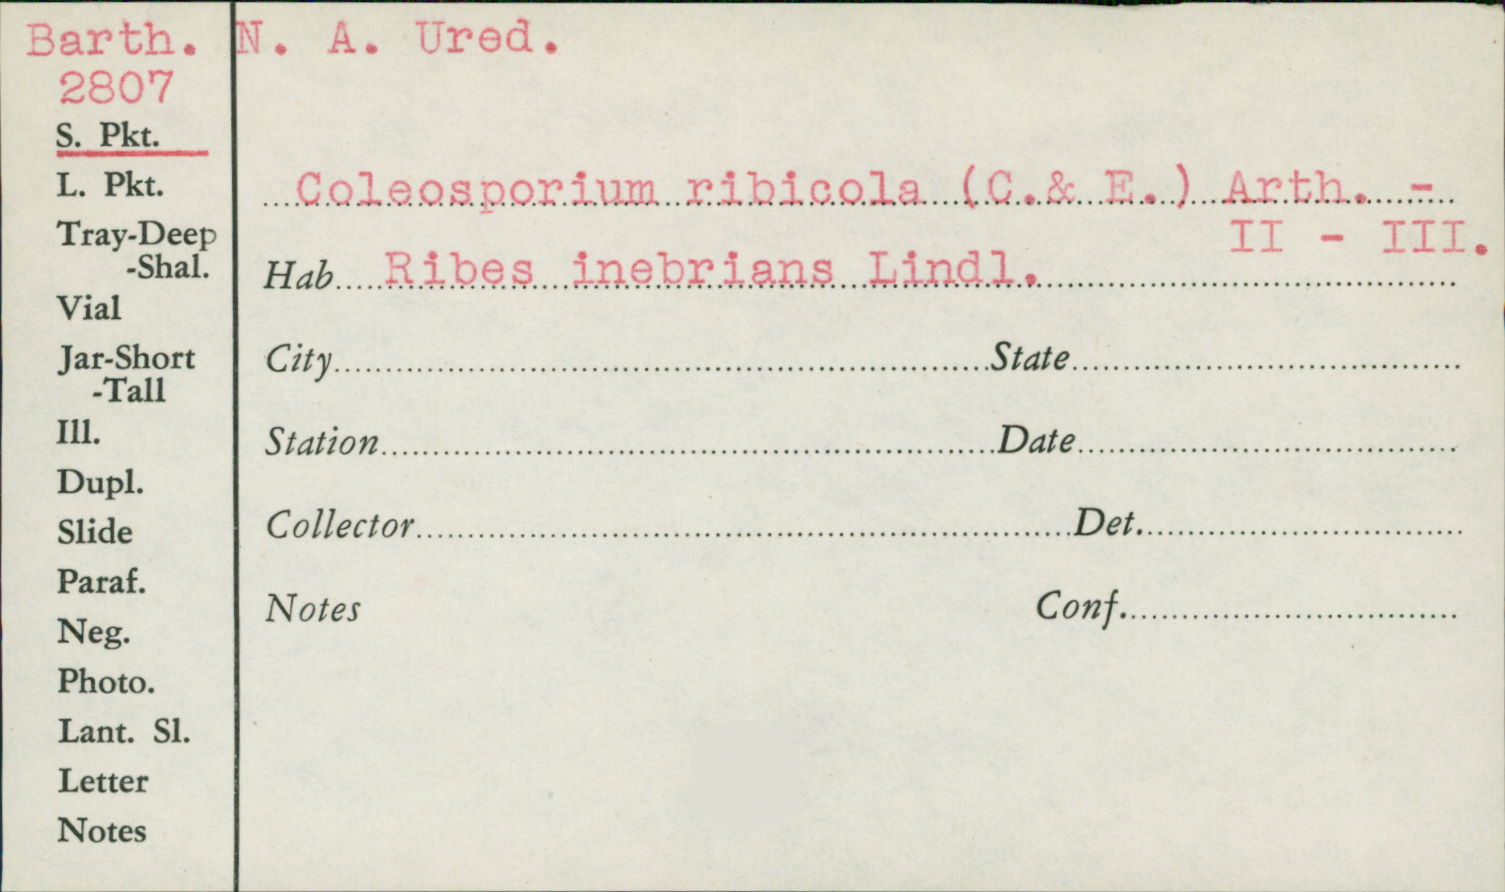 Barth. N. A. Ured.
2807
S. Pkt.
L. Pkt.
Tray-Deep
-Shal.
Vial
Jar-Short
-Tall
Ill.
Dupl.
Slide
Paraf.
Neg.
Photo.
Lant. Sl.
Letter
Notes
Coleosporium ribicola (C.& E.) Arth. -
II - III.
Hab Ribes inebrians Lindl.
City State
Station Date
Collector Det.
Notes Conf.